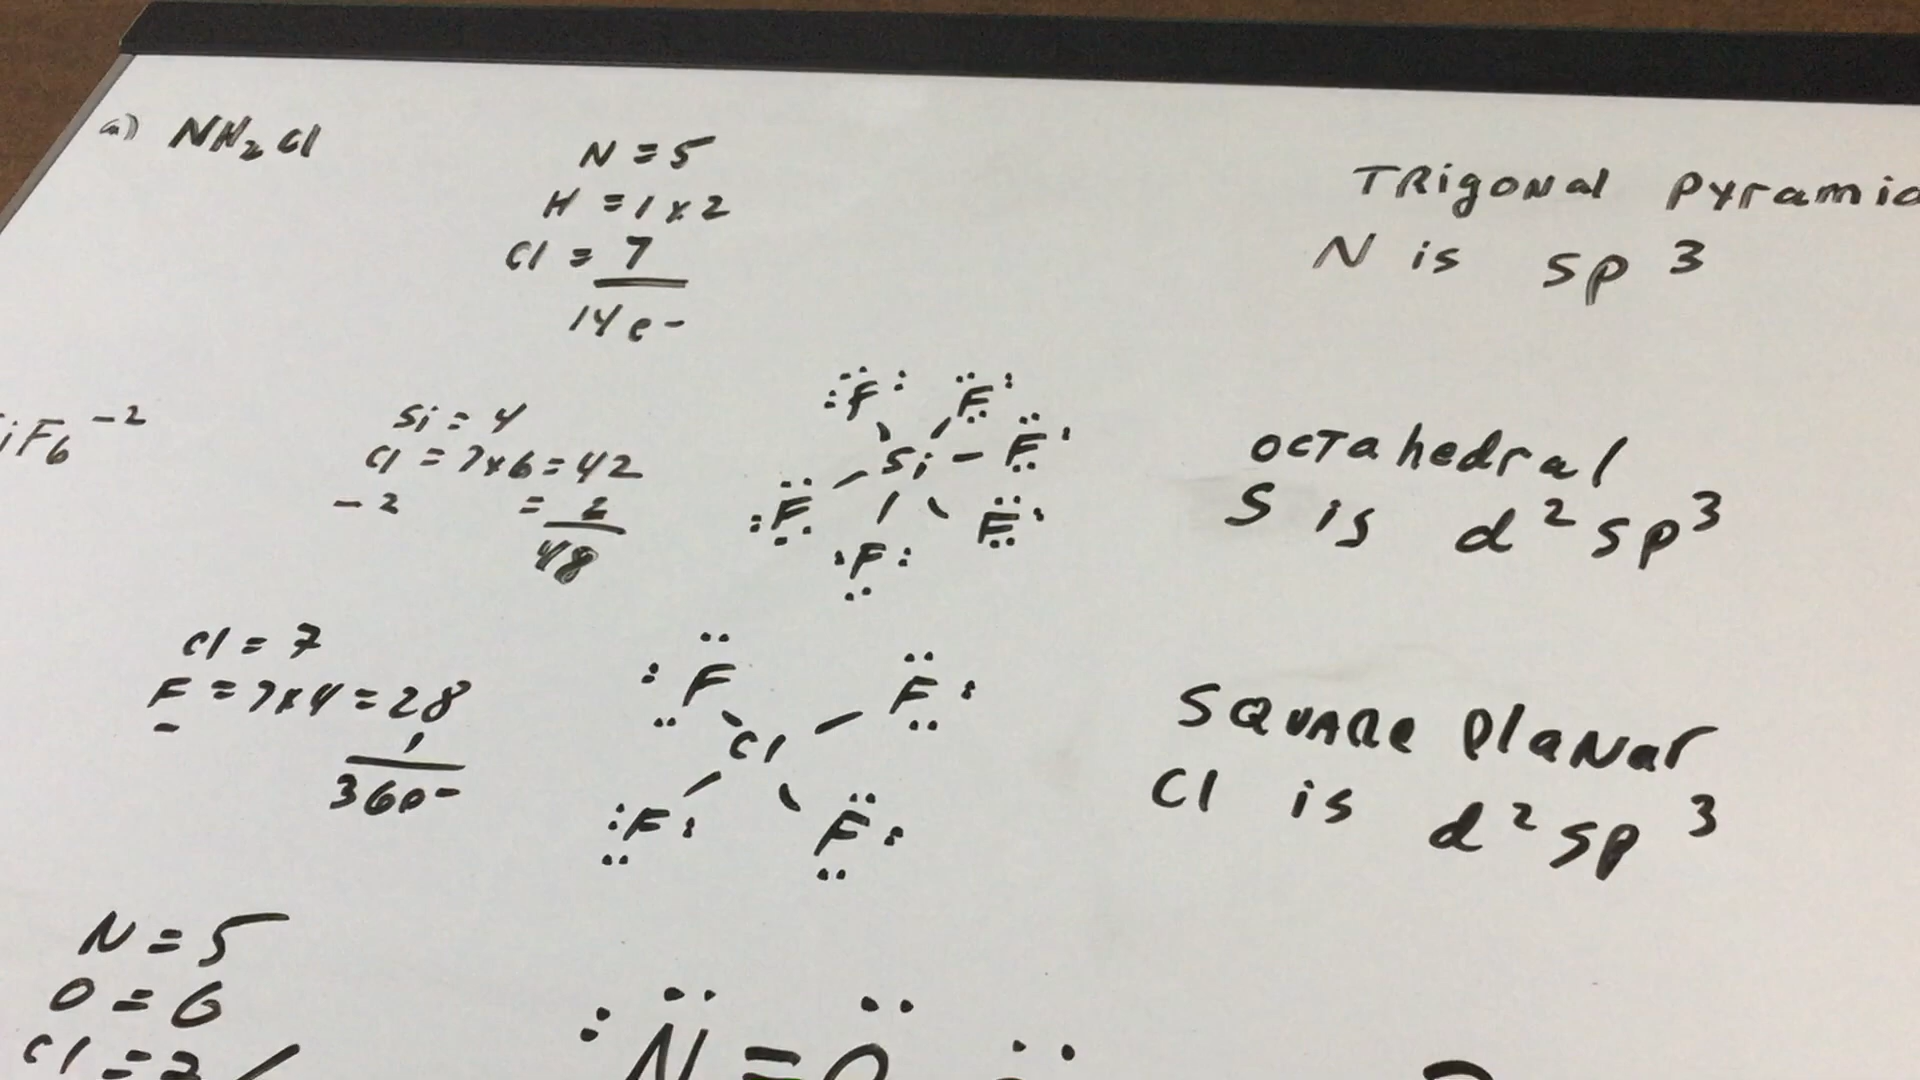 a) NH2Cl
N = 5
H = 1 x 2
Cl = 7
14 e-
Trigonal Pyramid
N is sp3
iF6 -2
Si = 4
Cl = 7x6 = 42
-2 = 2
48
:F: F: F: Si :F. F: :F:
octahedral
S is d2sp3
Cl = 7
F = 7x4 = 28
- 1
36e-
:F F: Cl :F: F:
SQUARe PlaNar
Cl is d2sp3
N = 5
O = 6
:N = O